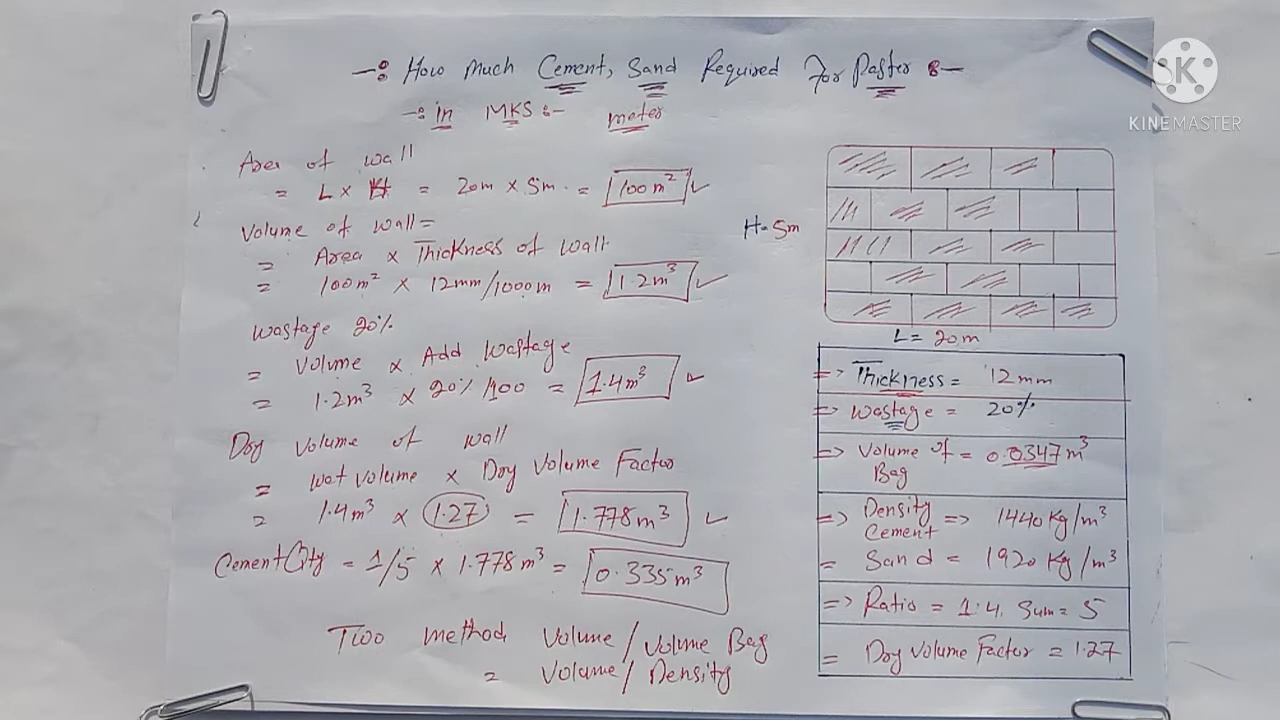 -: How Much Cement, Sand Required For Paster :-
-: in MKS :- meter
KINEMASTER
Area of wall
= L x H = 20m x 5m = 100m²
Volume of wall =
= Area x Thickness of wall
= 100m² x 12mm/1000m = 1.2m³
Wastage 20%
= Volume x Add Wastage
= 1.2m³ x 20%/100 = 1.4m³
Dry Volume of wall
= wet volume x Dry Volume Factor
= 1.4m³ x 1.27 = 1.778m³
Cement Qty = 1/5 x 1.778m³ = 0.335m³
Two method Volume/Volume Bag
= Volume/Density
H = 5m
L = 20m
=> Thickness = 12mm
=> Wastage = 20%
=> Volume of = 0.0347m³
Bag
=> Density => 1440 Kg/m³
Cement
= Sand = 1920 Kg/m³
=> Ratio = 1:4. Sum = 5
= Dry Volume Factor = 1.27